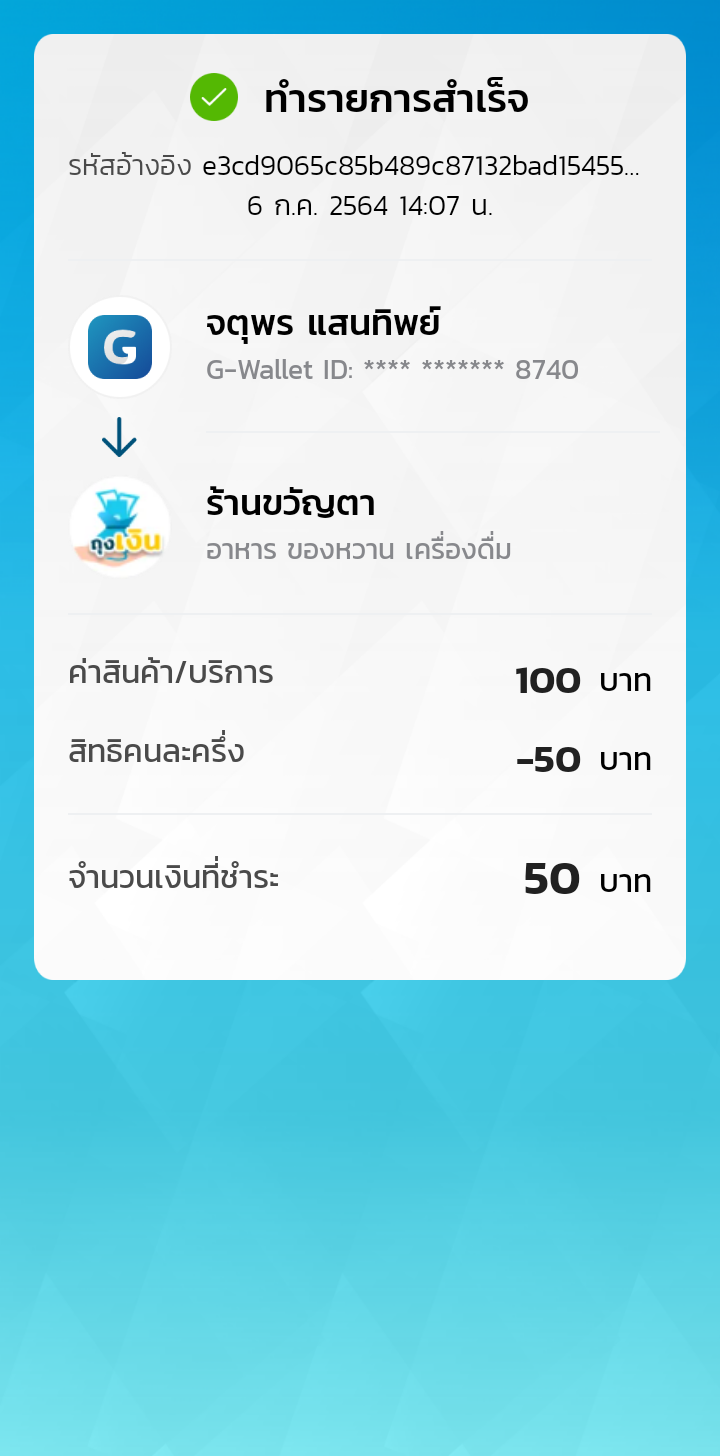 ทำรายการสำเร็จ
รหัสอ้างอิง e3cd9065c85b489c87132bad15455...
6 ก.ค. 2564 14:07 น.
G
จตุพร แสนทิพย์
G-Wallet ID: **** ******* 8740
ถุงเงิน
ร้านขวัญตา
อาหาร ของหวาน เครื่องดื่ม
ค่าสินค้า/บริการ 100 บาท
สิทธิคนละครึ่ง -50 บาท
จำนวนเงินที่ชำระ 50 บาท